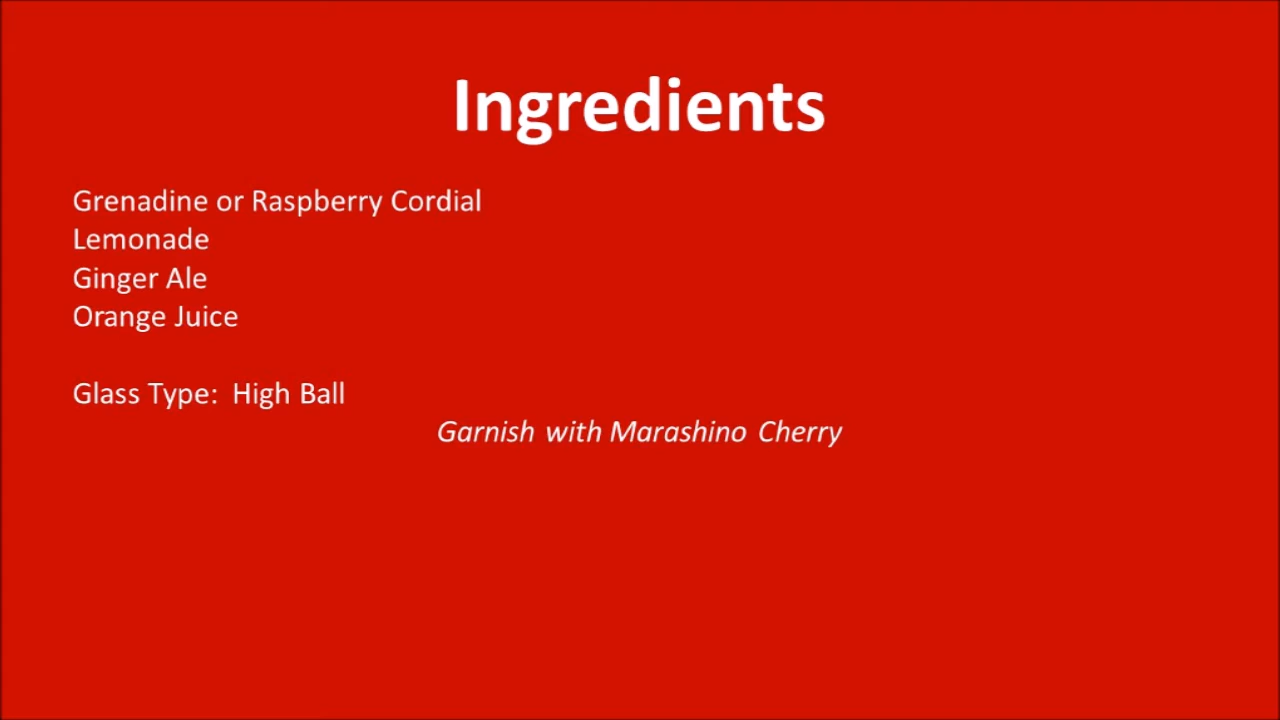 Ingredients
Grenadine or Raspberry Cordial
Lemonade
Ginger Ale
Orange Juice
Glass Type:  High Ball
Garnish with Marashino Cherry